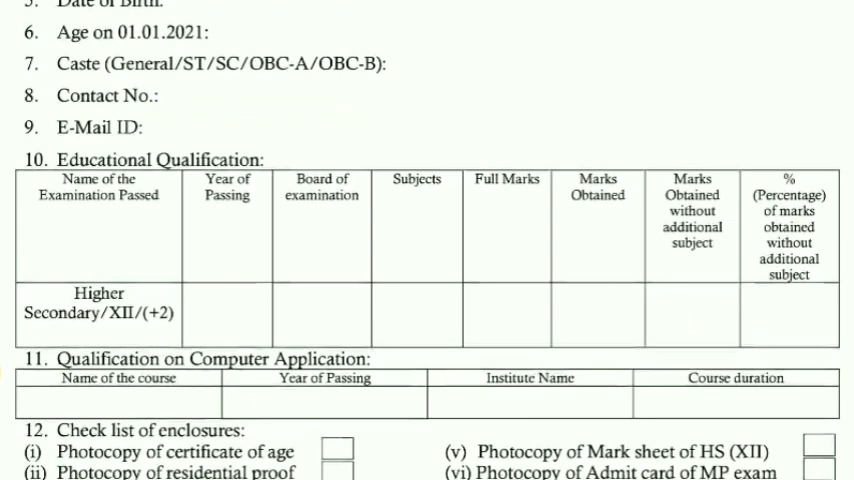 5. Date of Birth:
6. Age on 01.01.2021:
7. Caste (General/ST/SC/OBC-A/OBC-B):
8. Contact No.:
9. E-Mail ID:
10. Educational Qualification:
Name of the Examination Passed
Year of Passing
Board of examination
Subjects
Full Marks
Marks Obtained
Marks Obtained without additional subject
% (Percentage) of marks obtained without additional subject
Higher Secondary/XII/(+2)
11. Qualification on Computer Application:
Name of the course
Year of Passing
Institute Name
Course duration
12. Check list of enclosures:
(i) Photocopy of certificate of age
(v) Photocopy of Mark sheet of HS (XII)
(ii) Photocopy of residential proof
(vi) Photocopy of Admit card of MP exam